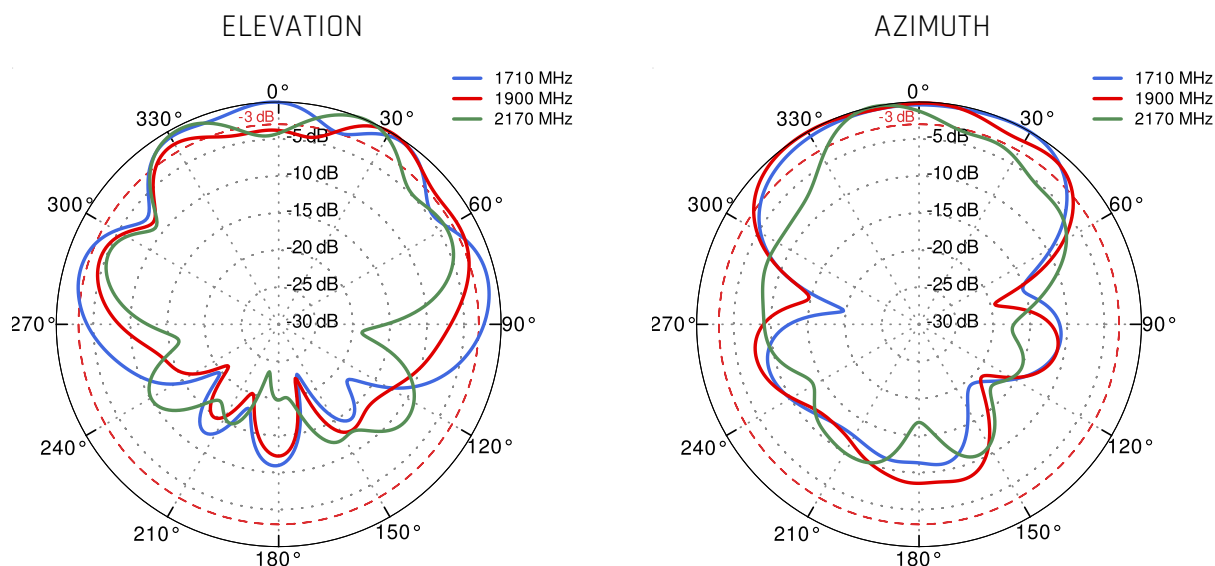 ELEVATION
1710 MHz
1900 MHz
2170 MHz
0°
330°
30°
-3 dB
-5 dB
-10 dB
300°
60°
-15 dB
-20 dB
-25 dB
270°
-30 dB
90°
240°
120°
210°
150°
180°
AZIMUTH
1710 MHz
1900 MHz
2170 MHz
0°
330°
30°
-3 dB
-5 dB
-10 dB
300°
60°
-15 dB
-20 dB
-25 dB
270°
-30 dB
90°
240°
120°
210°
150°
180°